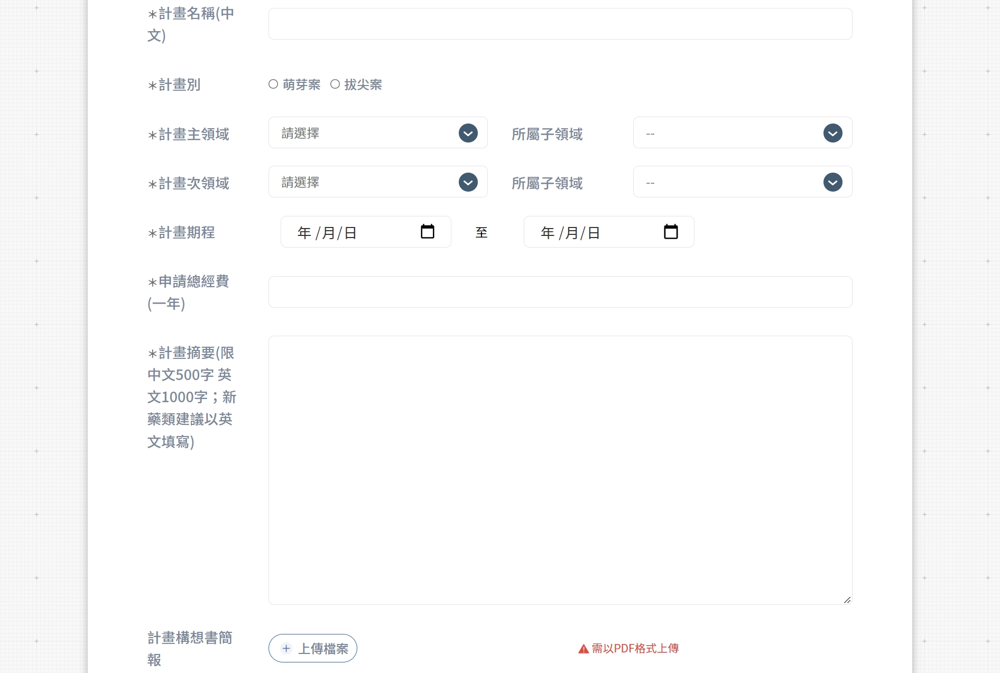 ＊計畫名稱(中
文)
＊計畫別 萌芽案 拔尖案
＊計畫主領域 請選擇 所屬子領域 --
＊計畫次領域 請選擇 所屬子領域 --
＊計畫期程 年 /月/日 至 年 /月/日
＊申請總經費
(一年)
＊計畫摘要(限
中文500字 英
文1000字；新
藥類建議以英
文填寫)
計畫構想書簡
報
+ 上傳檔案 需以PDF格式上傳